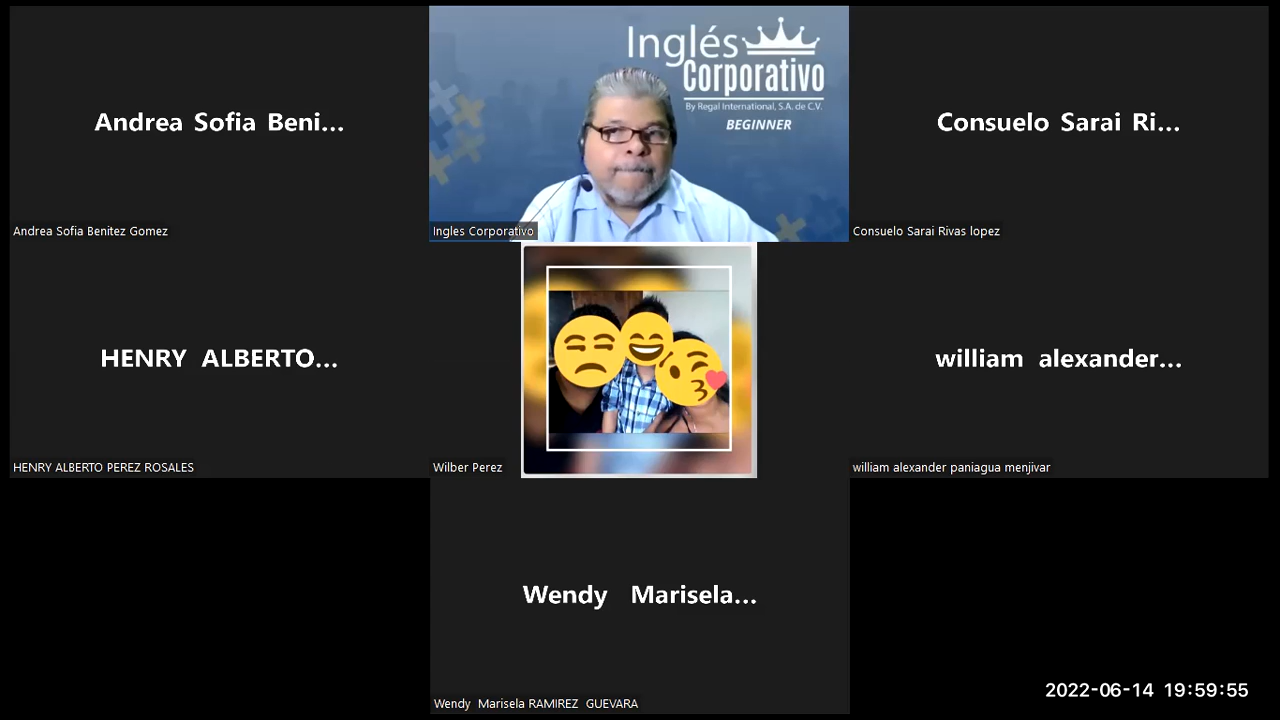 Andrea Sofia Beni...
Andrea Sofia Benitez Gomez
Inglés
Corporativo
By Regal International, S.A. de C.V.
BEGINNER
Ingles Corporativo
Consuelo Sarai Ri...
Consuelo Sarai Rivas lopez
HENRY ALBERTO...
HENRY ALBERTO PEREZ ROSALES
Wilber Perez
william alexander...
william alexander paniagua menjivar
Wendy Marisela...
Wendy Marisela RAMIREZ GUEVARA
2022-06-14 19:59:55